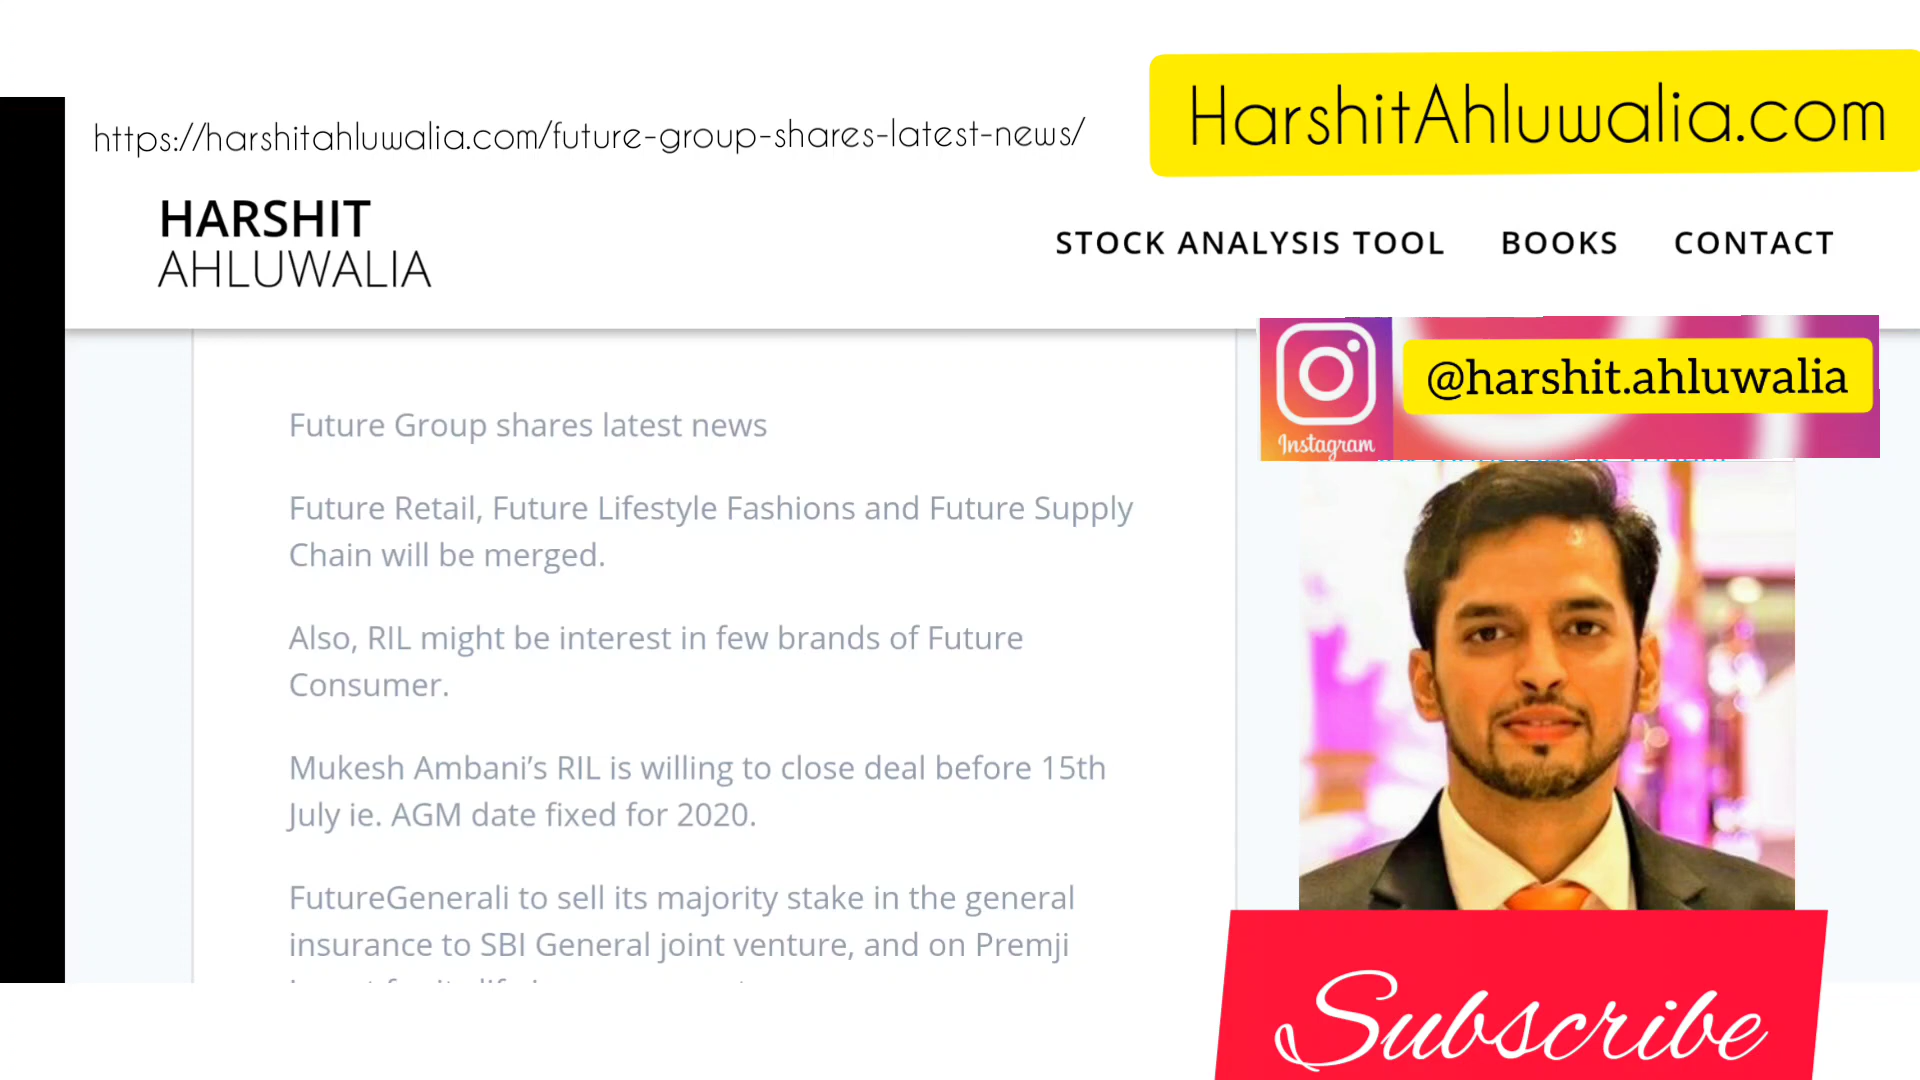 HarshitAhluwalia.com
https://harshitahluwalia.com/future-group-shares-latest-news/
HARSHIT
AHLUWALIA
STOCK ANALYSIS TOOL BOOKS CONTACT
@harshit.ahluwalia
Instagram
Future Group shares latest news
Future Retail, Future Lifestyle Fashions and Future Supply
Chain will be merged.
Also, RIL might be interest in few brands of Future
Consumer.
Mukesh Ambani’s RIL is willing to close deal before 15th
July ie. AGM date fixed for 2020.
FutureGenerali to sell its majority stake in the general
insurance to SBI General joint venture, and on Premji
Subscribe